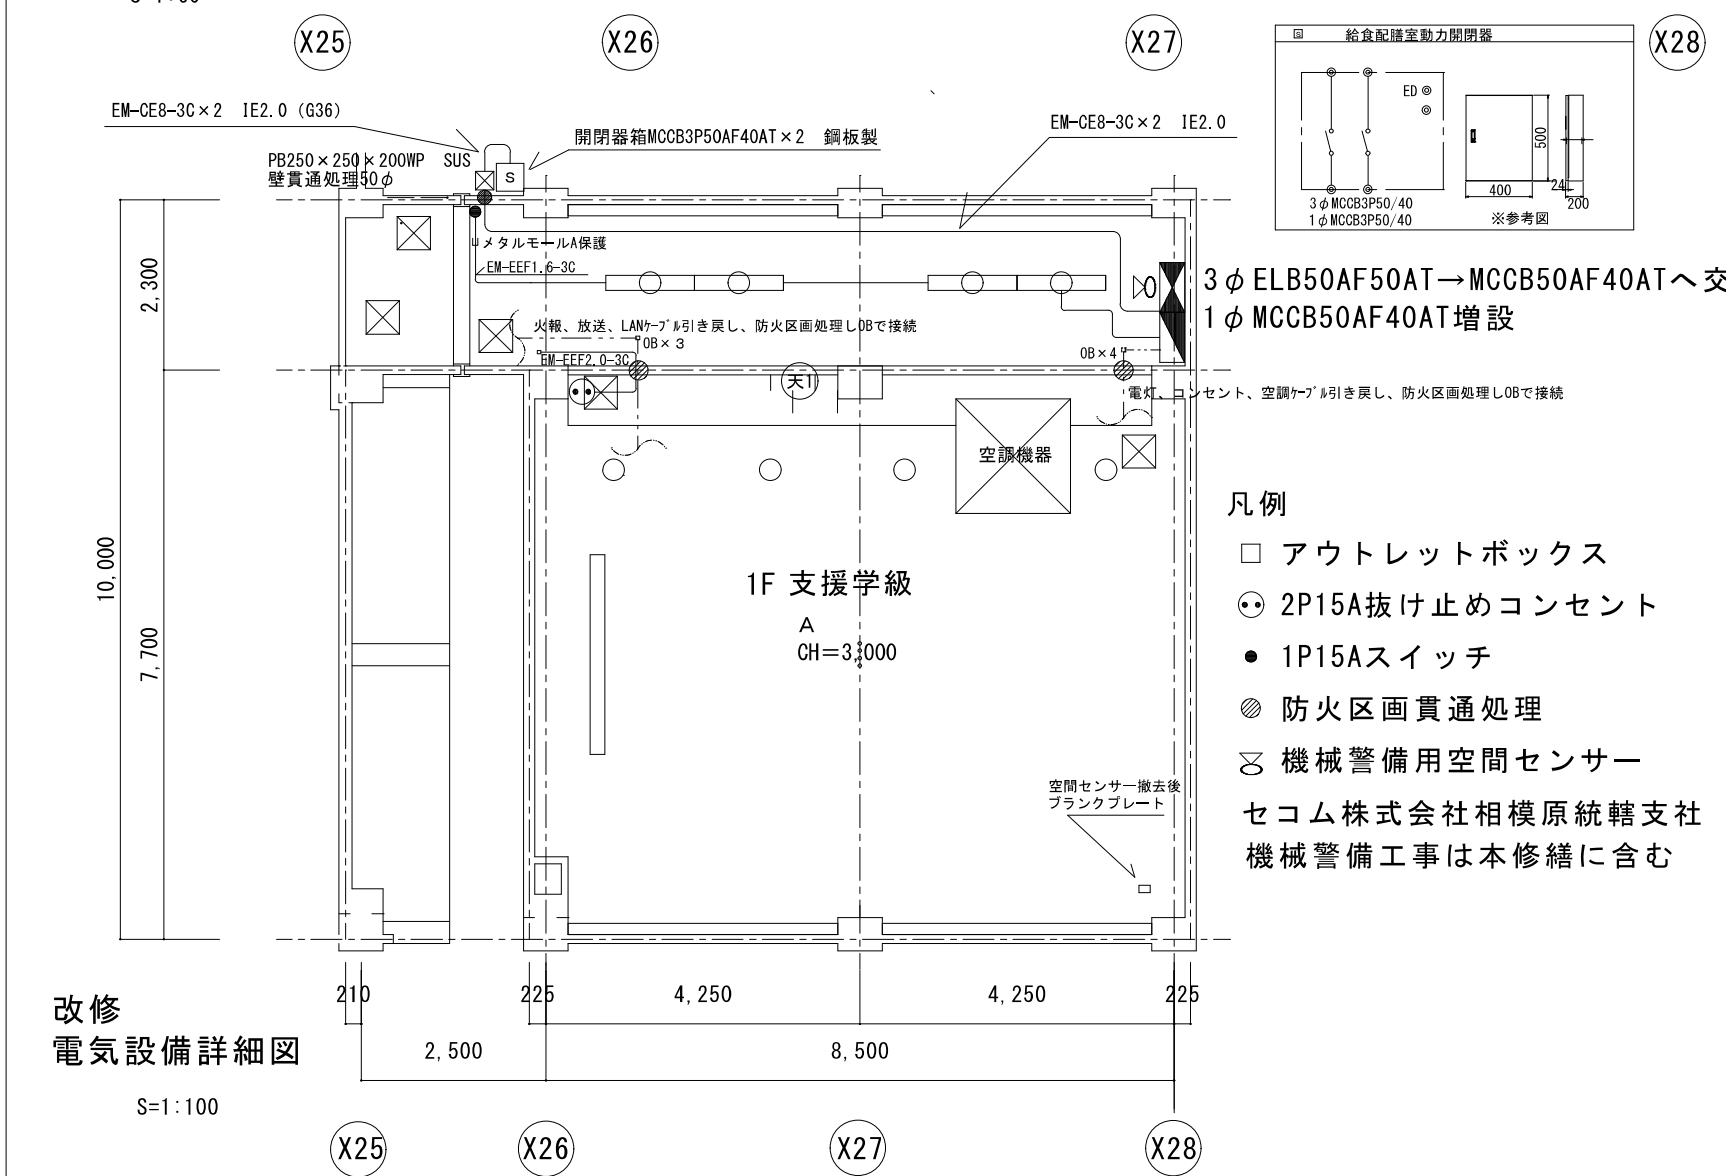 X25
X26
X27
X28
S 給食配膳室動力開閉器
ED
500
400
24
200
3φMCCB3P50/40
1φMCCB3P50/40
※参考図
EM-CE8-3C×2 IE2.0 (G36)
開閉器箱MCCB3P50AF40AT×2 鋼板製
EM-CE8-3C×2 IE2.0
PB250×250×200WP SUS
壁貫通処理50φ
S
メタルモールA保護
EM-EEF1.6-3C
3φELB50AF50AT→MCCB50AF40ATへ交
1φMCCB50AF40AT増設
火報、放送、LANケーブル引き戻し、防火区画処理しOBで接続
OB×3
OB×4
EM-EEF2.0-3C
天1
電灯、コンセント、空調ケーブル引き戻し、防火区画処理しOBで接続
空調機器
2,300
10,000
7,700
1F 支援学級
A
CH=3,000
凡例
アウトレットボックス
2P15A抜け止めコンセント
1P15Aスイッチ
防火区画貫通処理
機械警備用空間センサー
セコム株式会社相模原統轄支社
機械警備工事は本修繕に含む
空間センサー撤去後
ブランクプレート
210
225
4,250
4,250
225
2,500
8,500
改修
電気設備詳細図
S=1:100
X25
X26
X27
X28